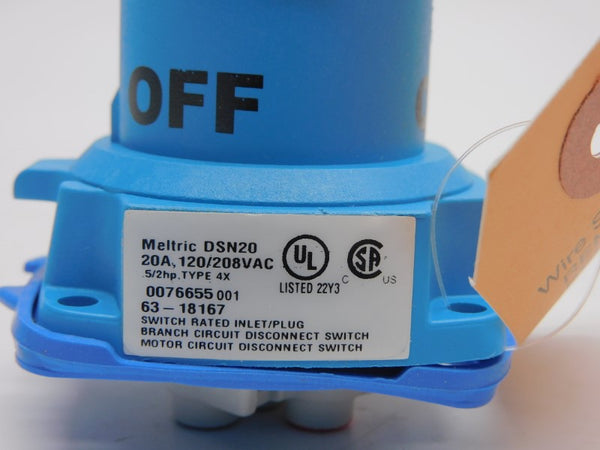 OFF
Meltric DSN20
20A, 120/208VAC
.5/2hp, TYPE 4X
0076655 001
63-18167
SWITCH RATED INLET/PLUG
BRANCH CIRCUIT DISCONNECT SWITCH
MOTOR CIRCUIT DISCONNECT SWITCH
UL
LISTED 22Y3
C SA US
Wire